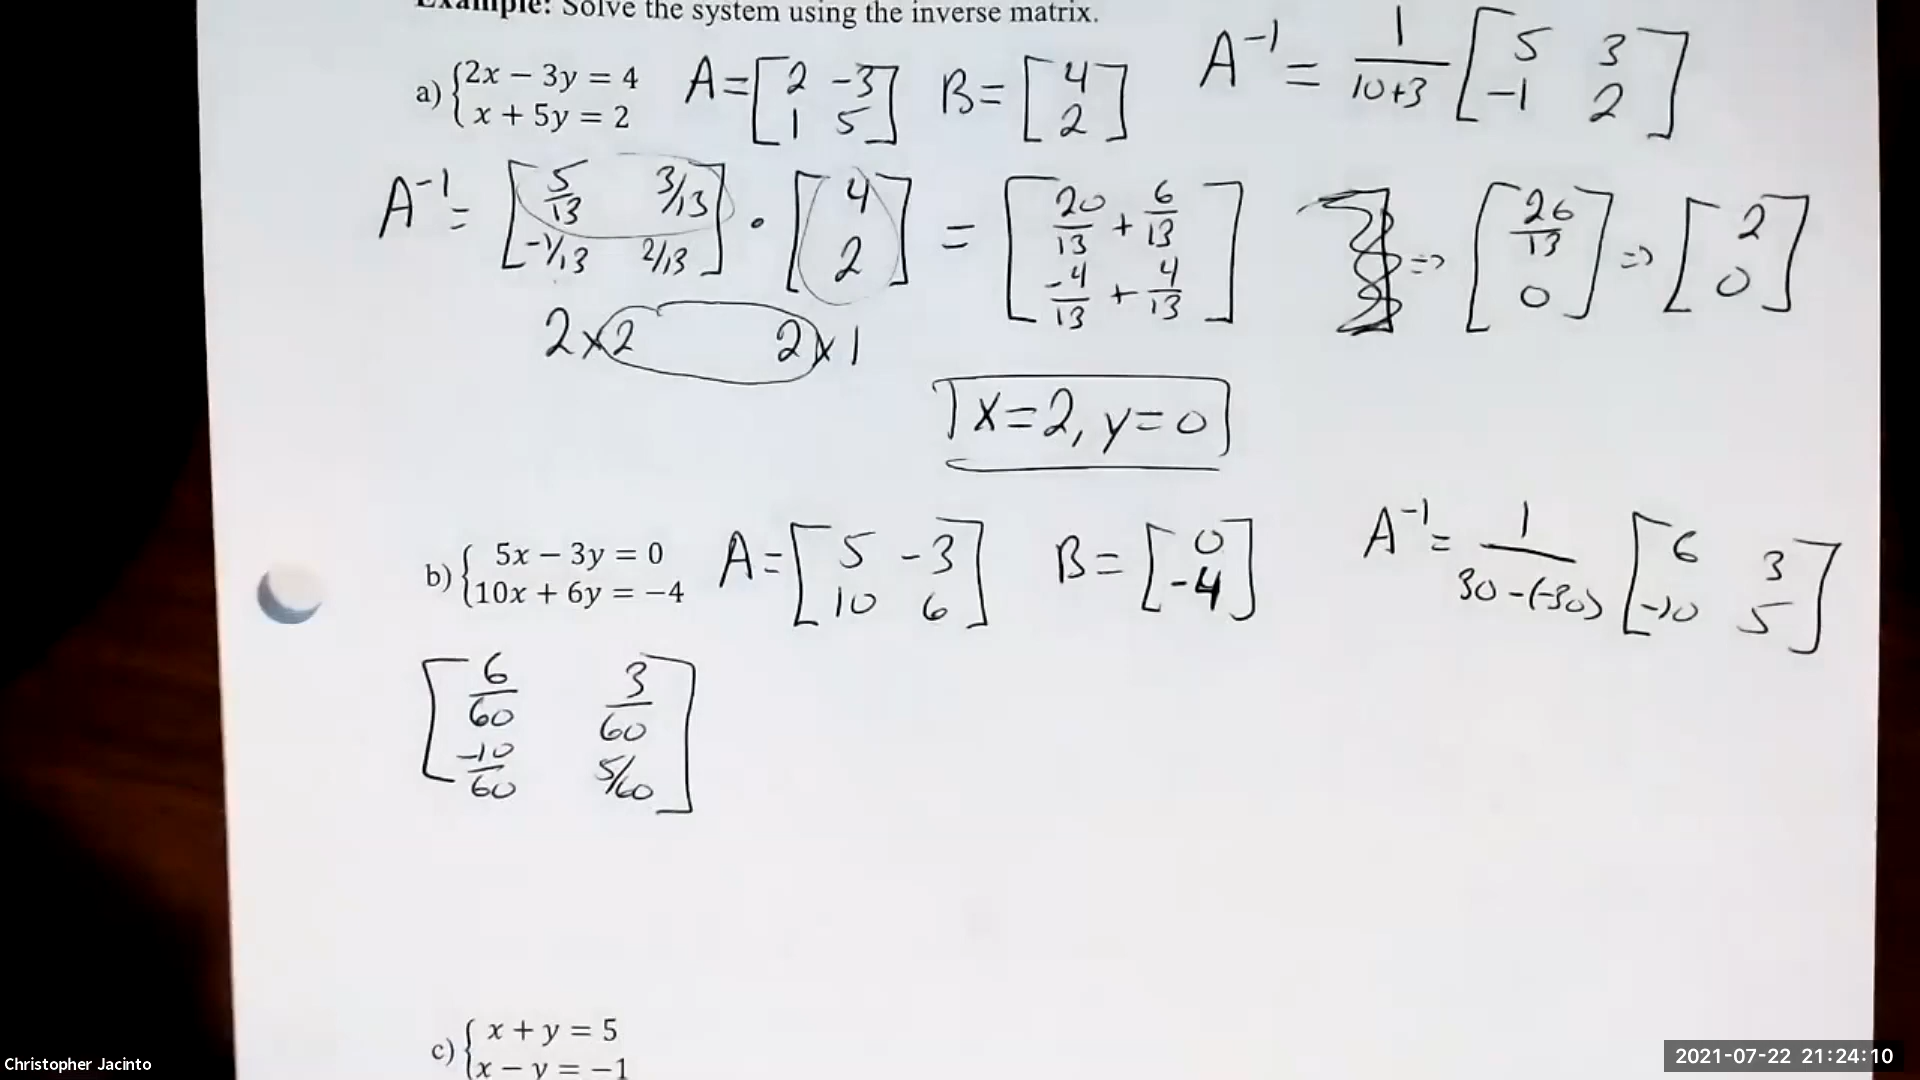 Example: Solve the system using the inverse matrix.
a) {2x − 3y = 4
x + 5y = 2
A = [2 -3
1 5]
B = [4
2]
A⁻¹ = 1/(10+3) [5 3
-1 2]
A⁻¹ = [5/13 3/13
-1/13 2/13] · [4
2] = [20/13 + 6/13
-4/13 + 4/13] => [26/13
0] => [2
0]
2x2 2x1
x=2, y=0
b) {5x − 3y = 0
10x + 6y = −4
A = [5 -3
10 6]
B = [0
-4]
A⁻¹ = 1/(30-(-30)) [6 3
-10 5]
[6/60 3/60
-10/60 5/60]
c) {x + y = 5
x − y = −1
Christopher Jacinto
2021-07-22 21:24:10